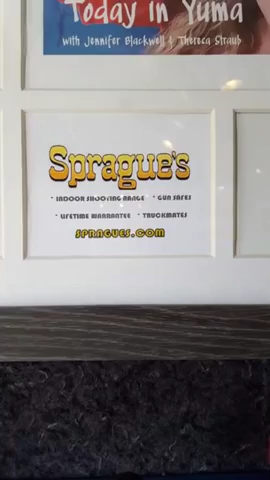 Today in Yuma
with Jennifer Blackwell & Thereca Straub
Sprague's
* INDOOR SHOOTING RANGE * GUN SAFES
* LIFETIME WARRANTEE * TRUCKMATES
SPRAGUES.COM